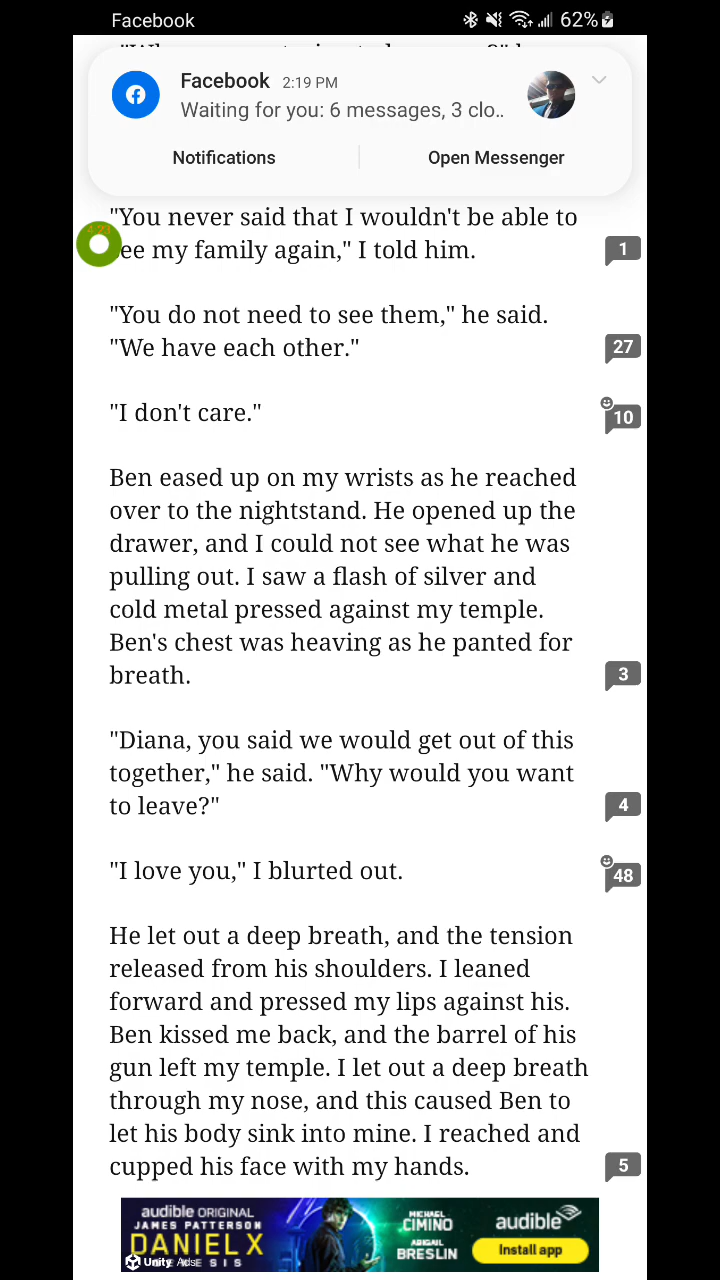 Facebook
62%
Facebook 2:19 PM
Waiting for you: 6 messages, 3 clo..
Notifications
Open Messenger
"You never said that I wouldn't be able to
ee my family again," I told him.
1
"You do not need to see them," he said.
"We have each other."
27
"I don't care."
10
Ben eased up on my wrists as he reached
over to the nightstand. He opened up the
drawer, and I could not see what he was
pulling out. I saw a flash of silver and
cold metal pressed against my temple.
Ben's chest was heaving as he panted for
breath.
3
"Diana, you said we would get out of this
together," he said. "Why would you want
to leave?"
4
"I love you," I blurted out.
48
He let out a deep breath, and the tension
released from his shoulders. I leaned
forward and pressed my lips against his.
Ben kissed me back, and the barrel of his
gun left my temple. I let out a deep breath
through my nose, and this caused Ben to
let his body sink into mine. I reached and
cupped his face with my hands.
5
audible ORIGINAL
JAMES PATTERSON
DANIEL X
Unity Ads
MICHAEL
CIMINO
ABIGAIL
BRESLIN
audible
Install app